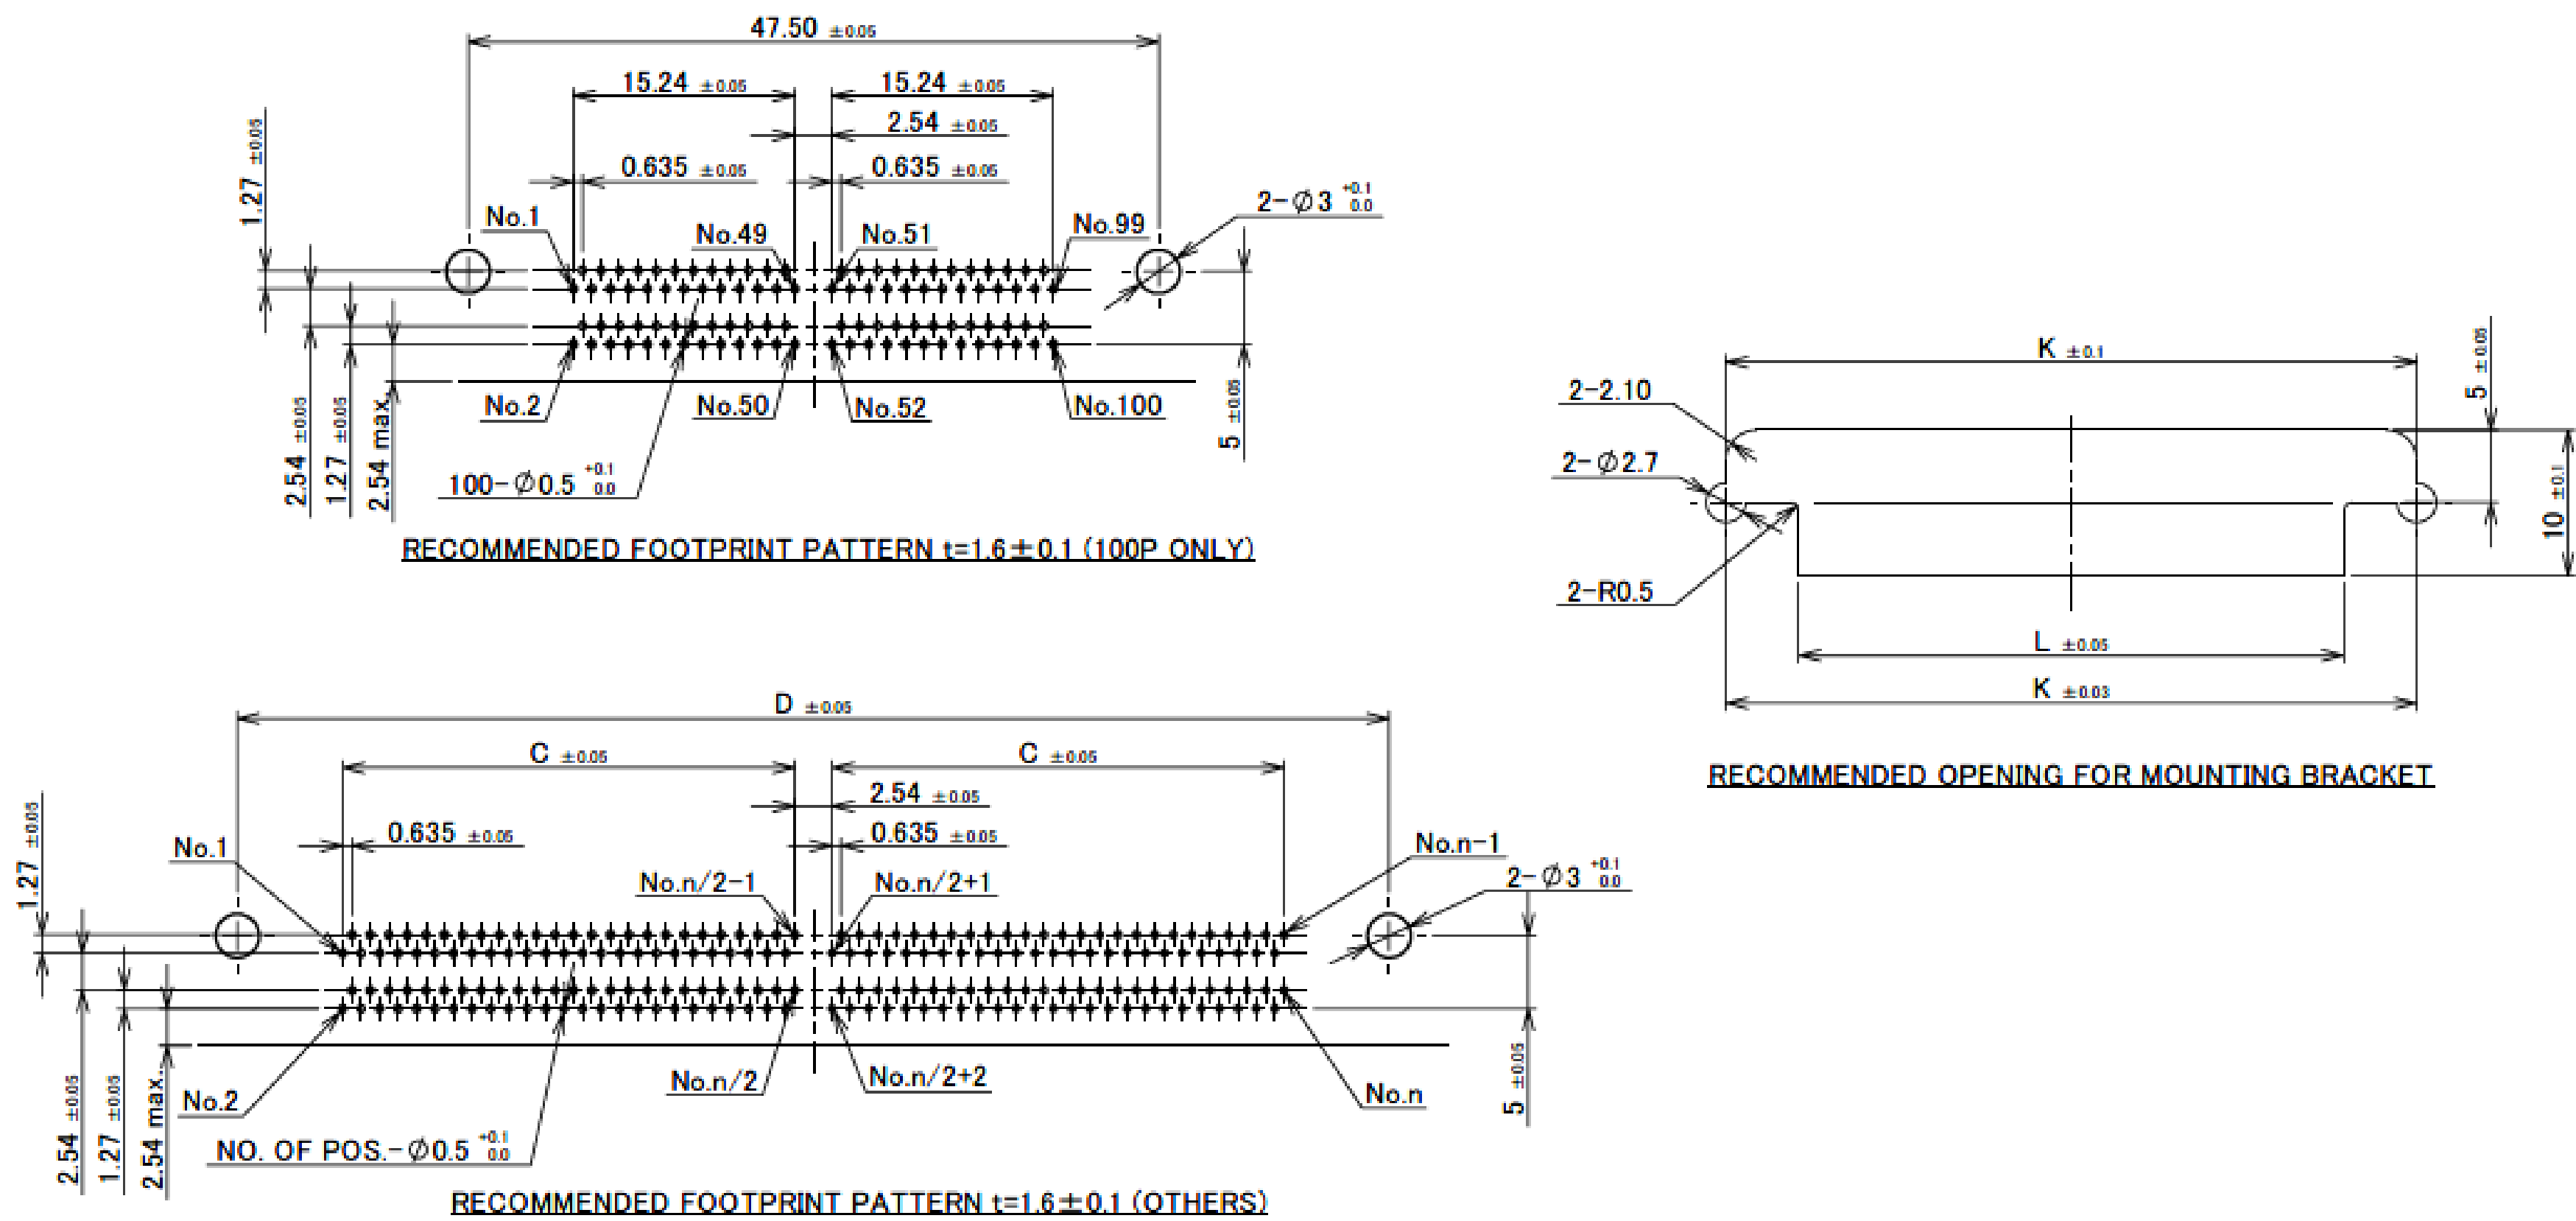 47.50 ±0.05
15.24 ±0.05 15.24 ±0.05
2.54 ±0.05
0.635 ±0.05 0.635 ±0.05
1.27 ±0.05
2-Ø3 +0.1 0.0
No.1 No.49 No.51 No.99
No.2 No.50 No.52 No.100
2.54 ±0.05
1.27 ±0.05
2.54 max.
5 ±0.05
100-Ø0.5 +0.1 0.0
RECOMMENDED FOOTPRINT PATTERN t=1.6±0.1 (100P ONLY)
K ±0.1
5 ±0.05
2-2.10
2-Ø2.7
10 ±0.1
2-R0.5
L ±0.05
K ±0.03
RECOMMENDED OPENING FOR MOUNTING BRACKET
D ±0.05
C ±0.05 C ±0.05
2.54 ±0.05
0.635 ±0.05 0.635 ±0.05
1.27 ±0.05
No.1 No.n/2-1 No.n/2+1 No.n-1
2-Ø3 +0.1 0.0
No.2 No.n/2 No.n/2+2 No.n
2.54 ±0.05
1.27 ±0.05
2.54 max.
5 ±0.05
NO. OF POS.-Ø0.5 +0.1 0.0
RECOMMENDED FOOTPRINT PATTERN t=1.6±0.1 (OTHERS)